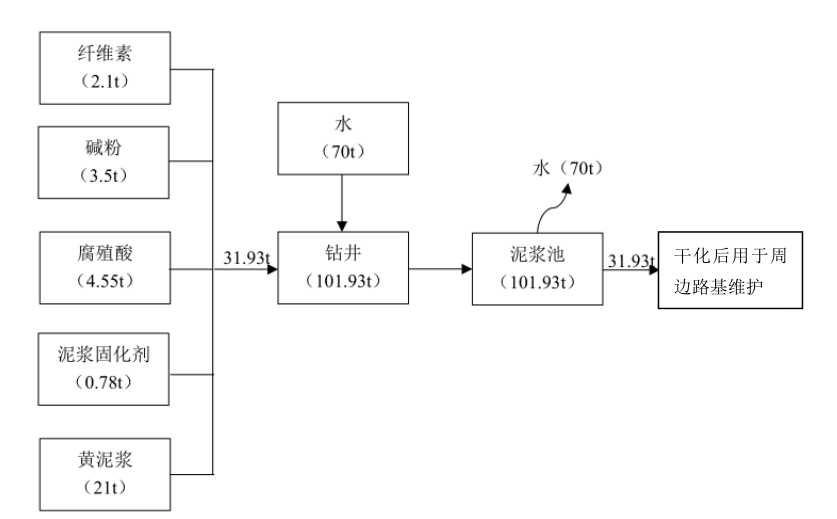 纤维素
（2.1t）
碱粉
（3.5t）
腐殖酸
（4.55t）
泥浆固化剂
（0.78t）
黄泥浆
（21t）
31.93t
水
（70t）
钻井
（101.93t）
水（70t）
泥浆池
（101.93t）
31.93t
干化后用于周
边路基维护